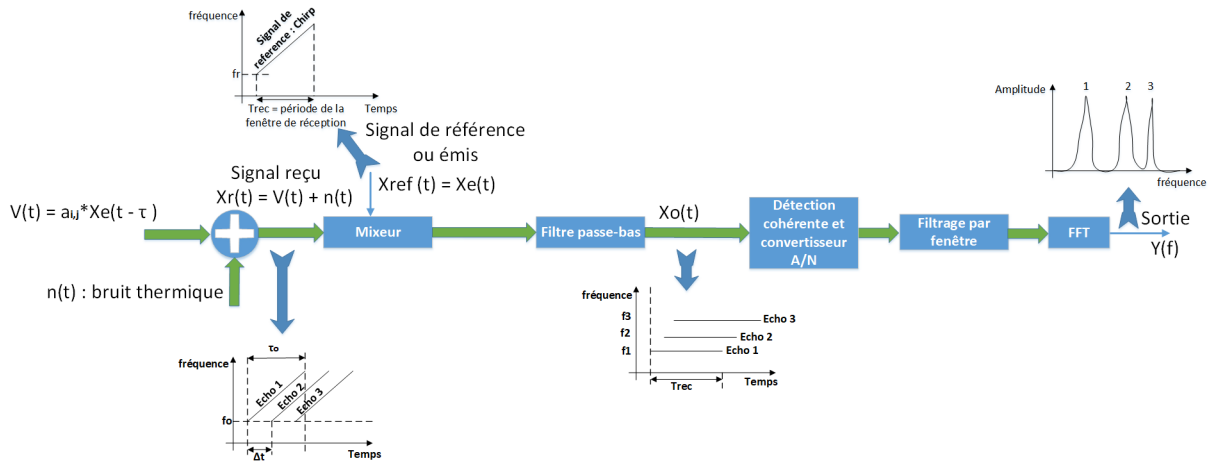 fréquence
Signal de
reference : Chirp
fr
Temps
Trec = période de la
fenêtre de réception
Signal de référence
ou émis
Xref (t) = Xe(t)
Signal reçu
Xr(t) = V(t) + n(t)
V(t) = ai,j*Xe(t - τ )
n(t) : bruit thermique
Mixeur
Filtre passe-bas
Xo(t)
Détection
cohérente et
convertisseur
A/N
Filtrage par
fenêtre
FFT
Sortie
Y(f)
Amplitude
1
2
3
fréquence
fréquence
τo
Echo 1
Echo 2
Echo 3
fo
Δt
Temps
fréquence
f3
f2
f1
Echo 3
Echo 2
Echo 1
Trec
Temps